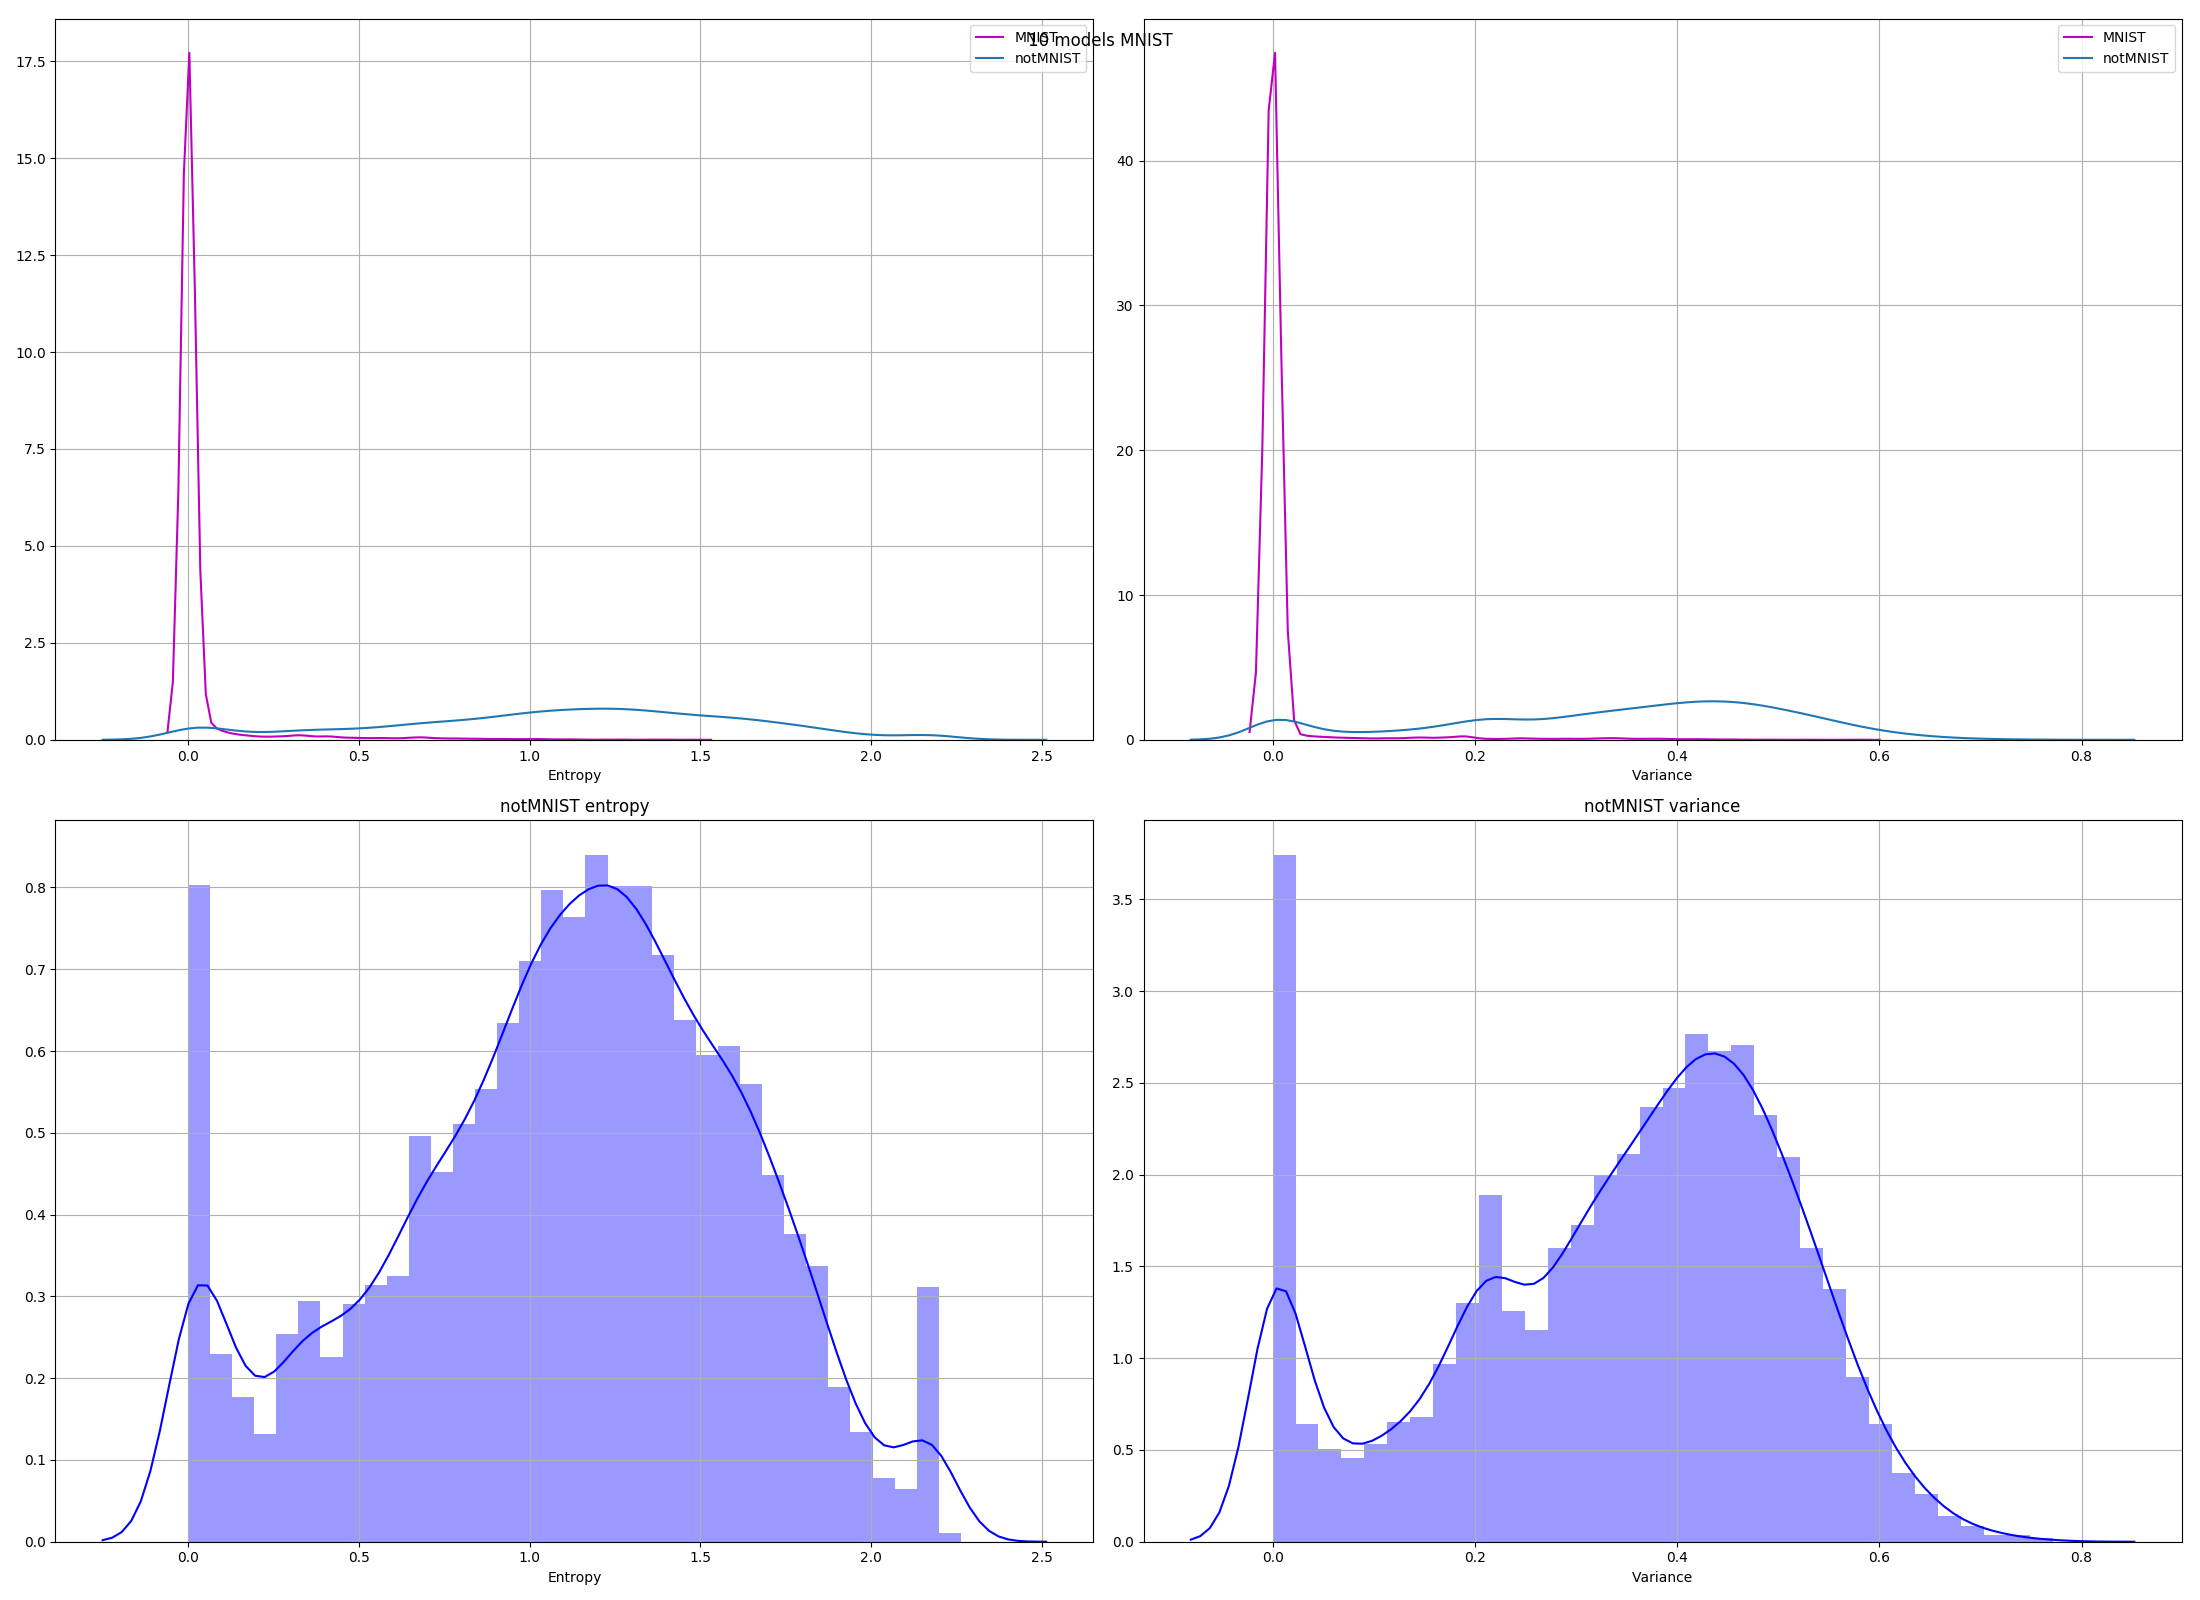 10 models MNIST
MNIST
notMNIST
17.5
15.0
12.5
10.0
7.5
5.0
2.5
0.0
0.0 0.5 1.0 1.5 2.0 2.5
Entropy
MNIST
notMNIST
40
30
20
10
0
0.0 0.2 0.4 0.6 0.8
Variance
notMNIST entropy
0.8
0.7
0.6
0.5
0.4
0.3
0.2
0.1
0.0
0.0 0.5 1.0 1.5 2.0 2.5
Entropy
notMNIST variance
3.5
3.0
2.5
2.0
1.5
1.0
0.5
0.0
0.0 0.2 0.4 0.6 0.8
Variance